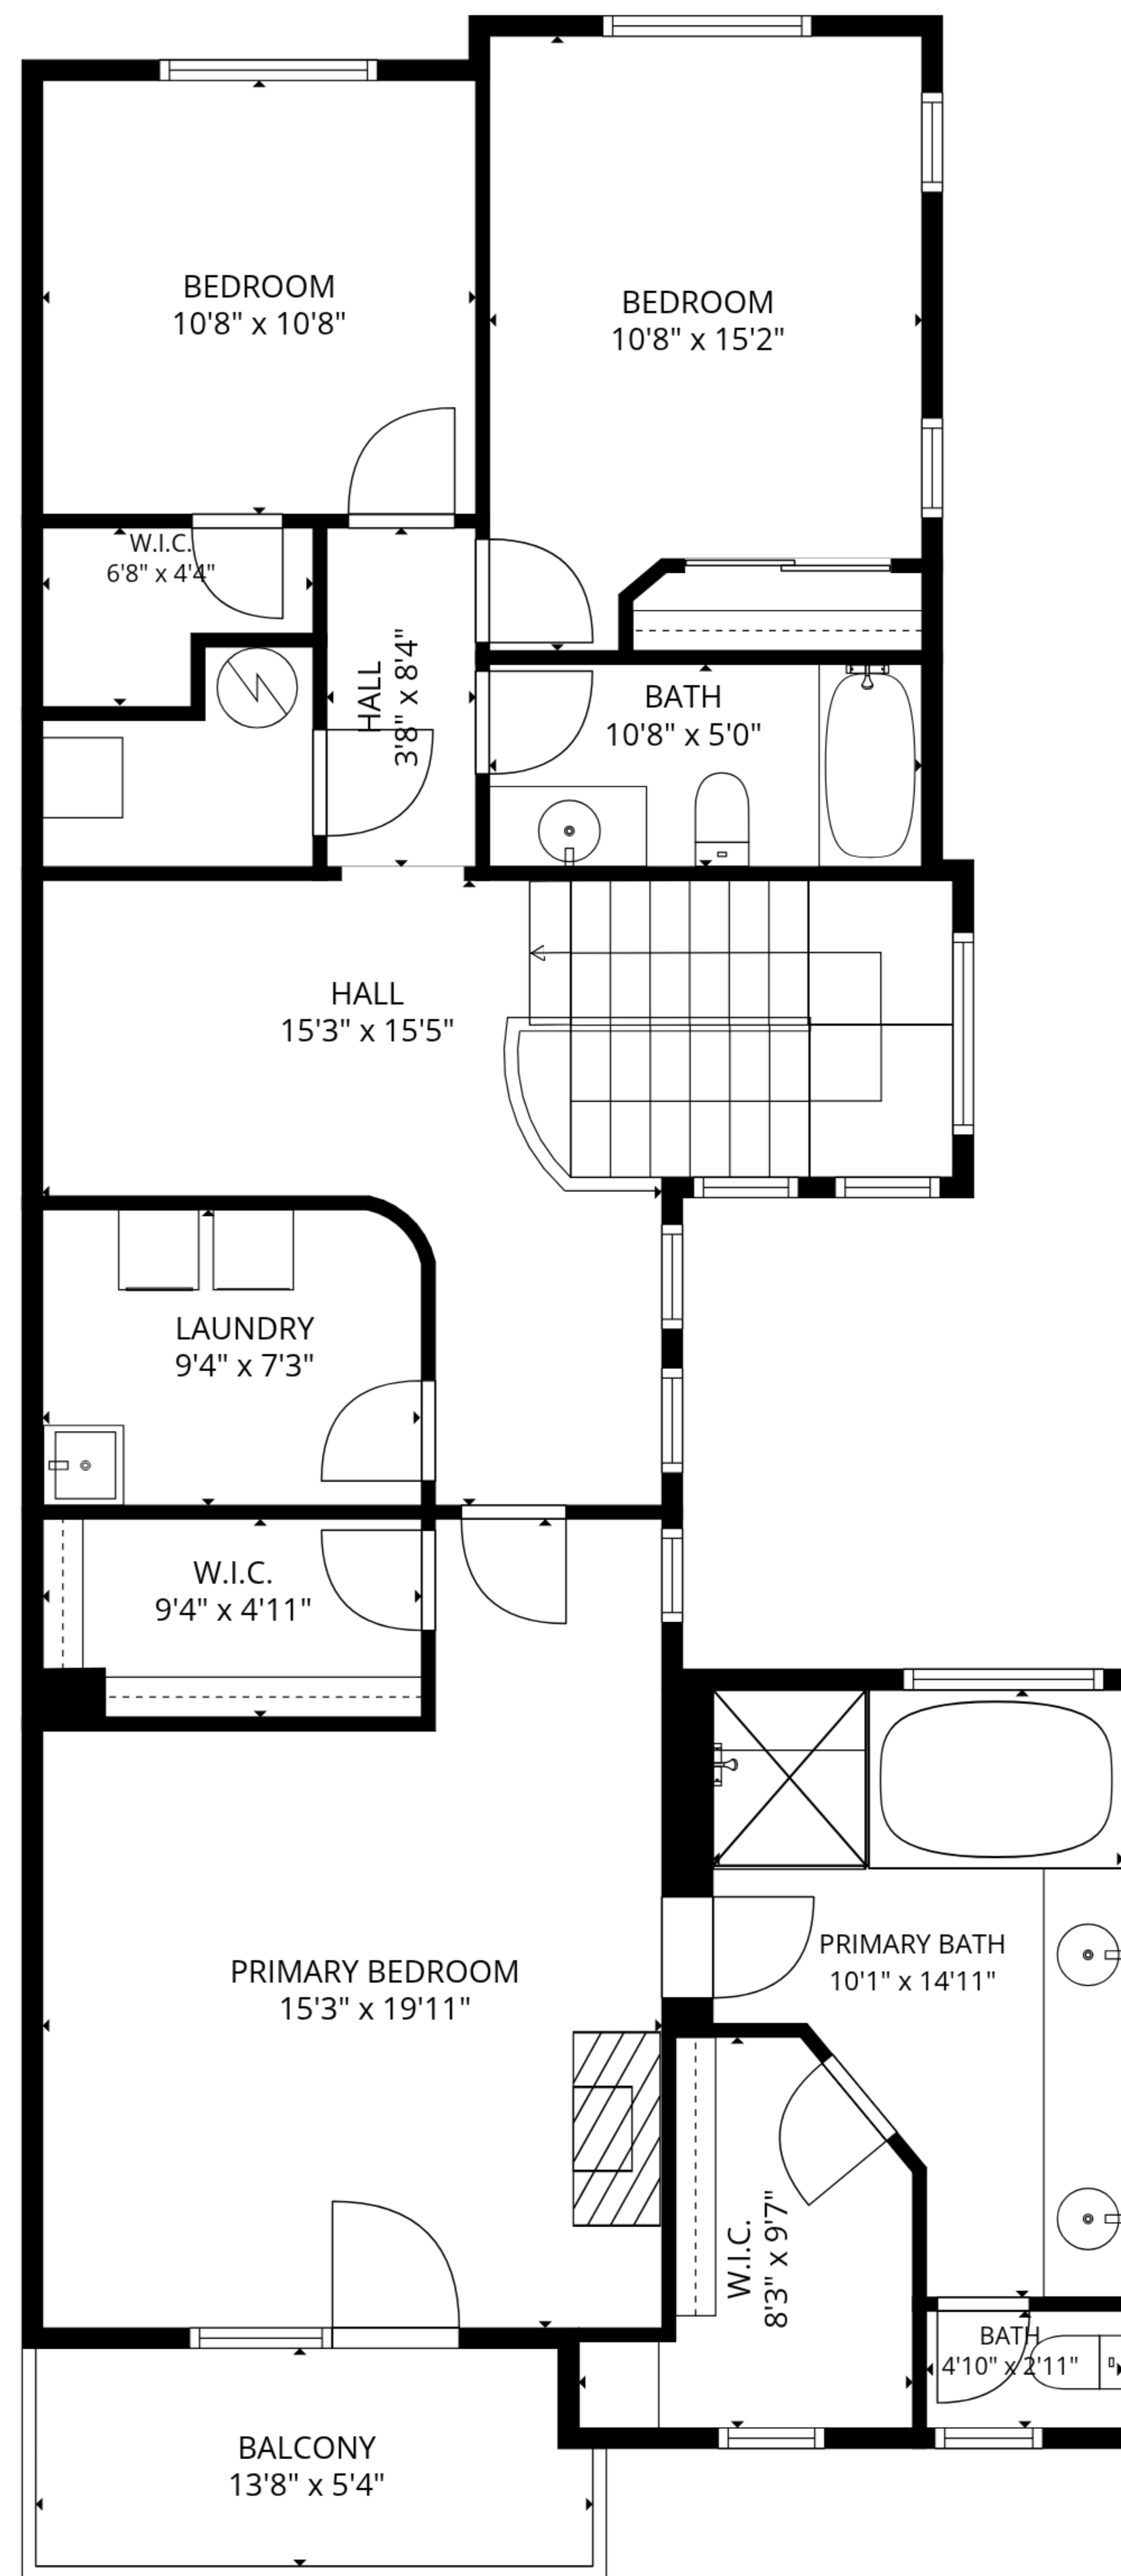 BEDROOM
10'8" x 10'8"
BEDROOM
10'8" x 15'2"
W.I.C.
6'8" x 4'4"
HALL
3'8" x 8'4"
BATH
10'8" x 5'0"
HALL
15'3" x 15'5"
LAUNDRY
9'4" x 7'3"
W.I.C.
9'4" x 4'11"
PRIMARY BEDROOM
15'3" x 19'11"
PRIMARY BATH
10'1" x 14'11"
W.I.C.
8'3" x 9'7"
BATH
4'10" x 2'11"
BALCONY
13'8" x 5'4"